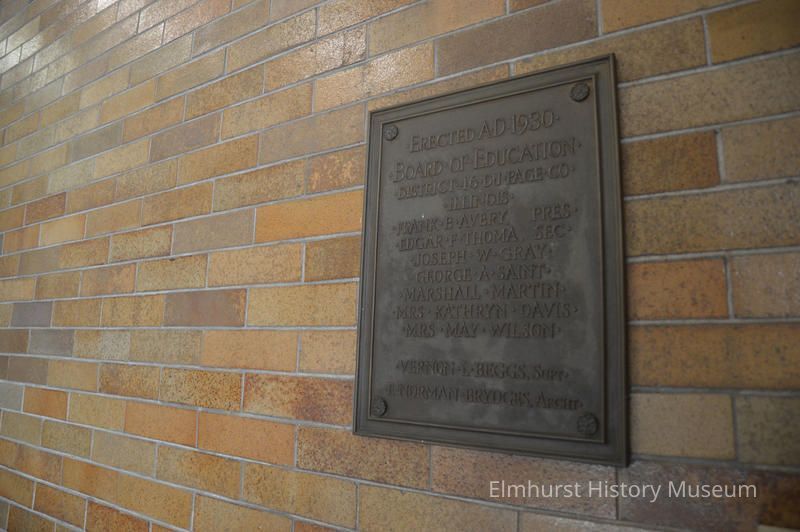 ·ERECTED·A.D·1930·
·BOARD·OF·EDUCATION·
DISTRICT·46·DU·PAGE·CO·
·ILLINOIS·
·FRANK·B·AVERY PRES·
·EDGAR·F·THOMA SEC·
·JOSEPH·W·GRAY·
·GEORGE·A·SAINT·
·MARSHALL·MARTIN·
·MRS·KATHRYN·DAVIS·
·MRS·MAY·WILSON·
·VERNON·L·BEGGS, SUPT·
NORMAN·BRYDGES, ARCHT·
Elmhurst History Museum